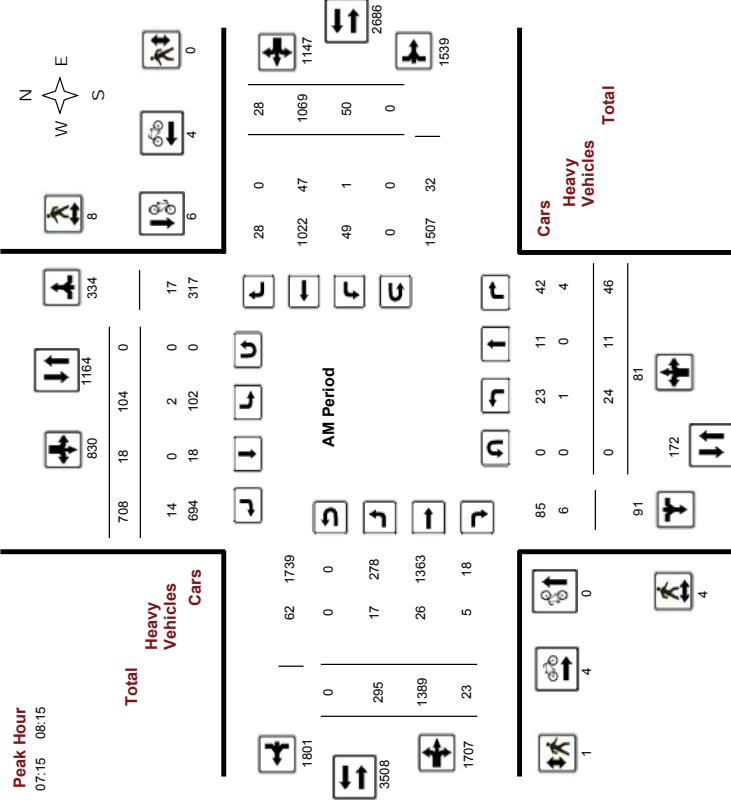 Peak Hour
07:15 08:15
N
W E
S
830 1164 334 8
Total
708 18 104 0
Heavy
Vehicles
14 0 2 0 17
Cars
694 18 102 0 317
6 4 0
62 1739
1801
0 0 0
295 17 278
3508
1389 26 1363
1707
23 5 18
AM Period
28 0 28
1147
1022 47 1069
49 1 50
2686
0 0 0
1507 32
1539
85 0 23 11 42
Cars
6 0 1 0 4
Heavy
Vehicles
0 24 11 46
Total
91 81
172
1 4 0
4